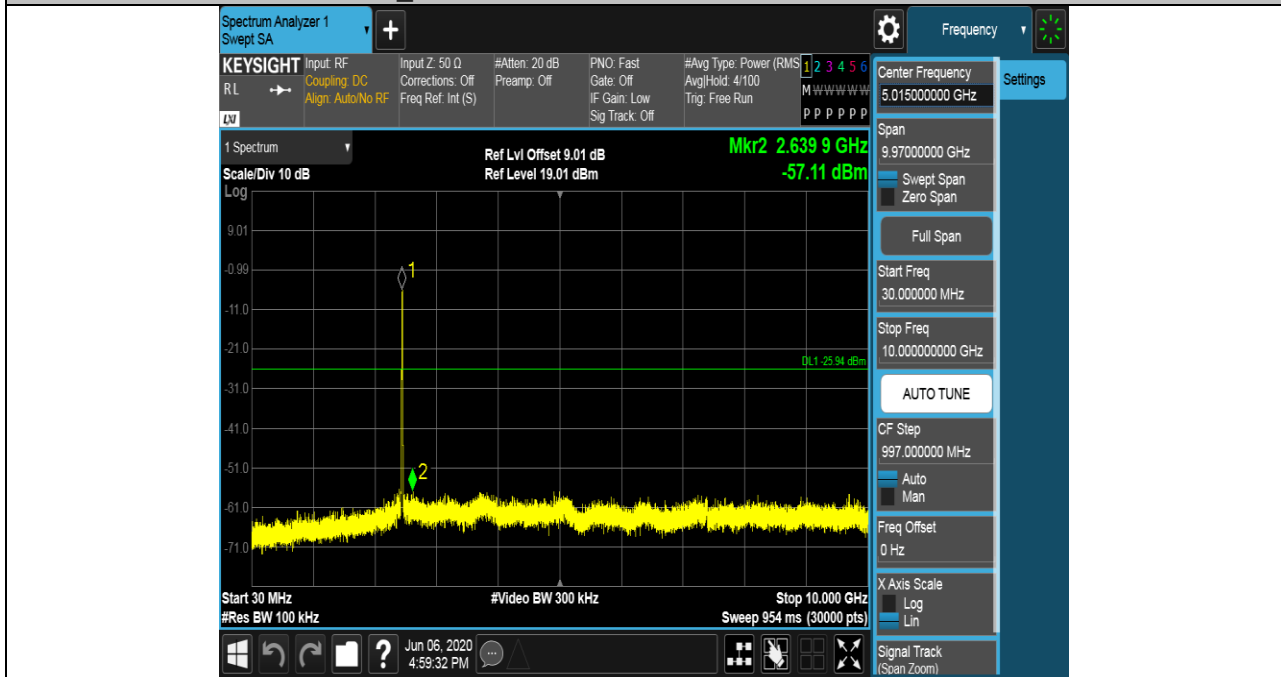 Spectrum Analyzer 1
Swept SA
+
Frequency
KEYSIGHT
RL
LXI
Input: RF
Coupling: DC
Align: Auto/No RF
Input Z: 50 Ω
Corrections: Off
Freq Ref: Int (S)
#Atten: 20 dB
Preamp: Off
PNO: Fast
Gate: Off
IF Gain: Low
Sig Track: Off
#Avg Type: Power (RMS
Avg|Hold: 4/100
Trig: Free Run
1 2 3 4 5 6
M W W W W W
P P P P P P
Center Frequency
5.015000000 GHz
Settings
1 Spectrum
Scale/Div 10 dB
Ref Lvl Offset 9.01 dB
Ref Level 19.01 dBm
Mkr2 2.639 9 GHz
-57.11 dBm
Log
9.01
-0.99
-11.0
-21.0
-31.0
-41.0
-51.0
-61.0
-71.0
1
2
DL1 -25.94 dBm
Start 30 MHz
#Res BW 100 kHz
#Video BW 300 kHz
Stop 10.000 GHz
Sweep 954 ms (30000 pts)
Span
9.97000000 GHz
Swept Span
Zero Span
Full Span
Start Freq
30.000000 MHz
Stop Freq
10.000000000 GHz
AUTO TUNE
CF Step
997.000000 MHz
Auto
Man
Freq Offset
0 Hz
X Axis Scale
Log
Lin
Signal Track
(Span Zoom)
?
Jun 06, 2020
4:59:32 PM